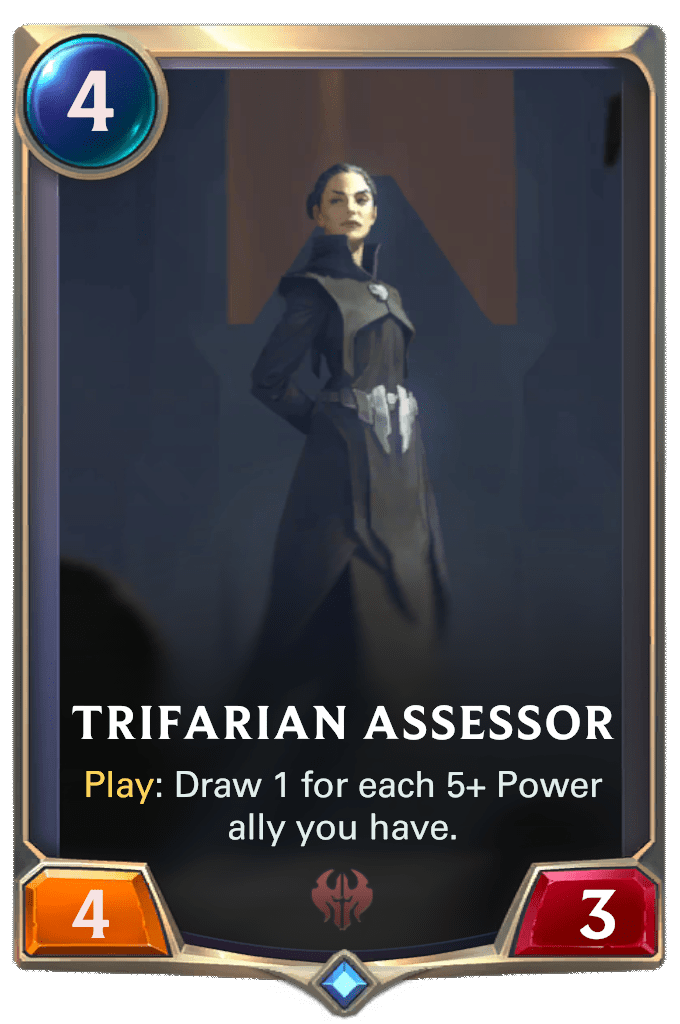 4
TRIFARIAN ASSESSOR
Play: Draw 1 for each 5+ Power
ally you have.
4
3